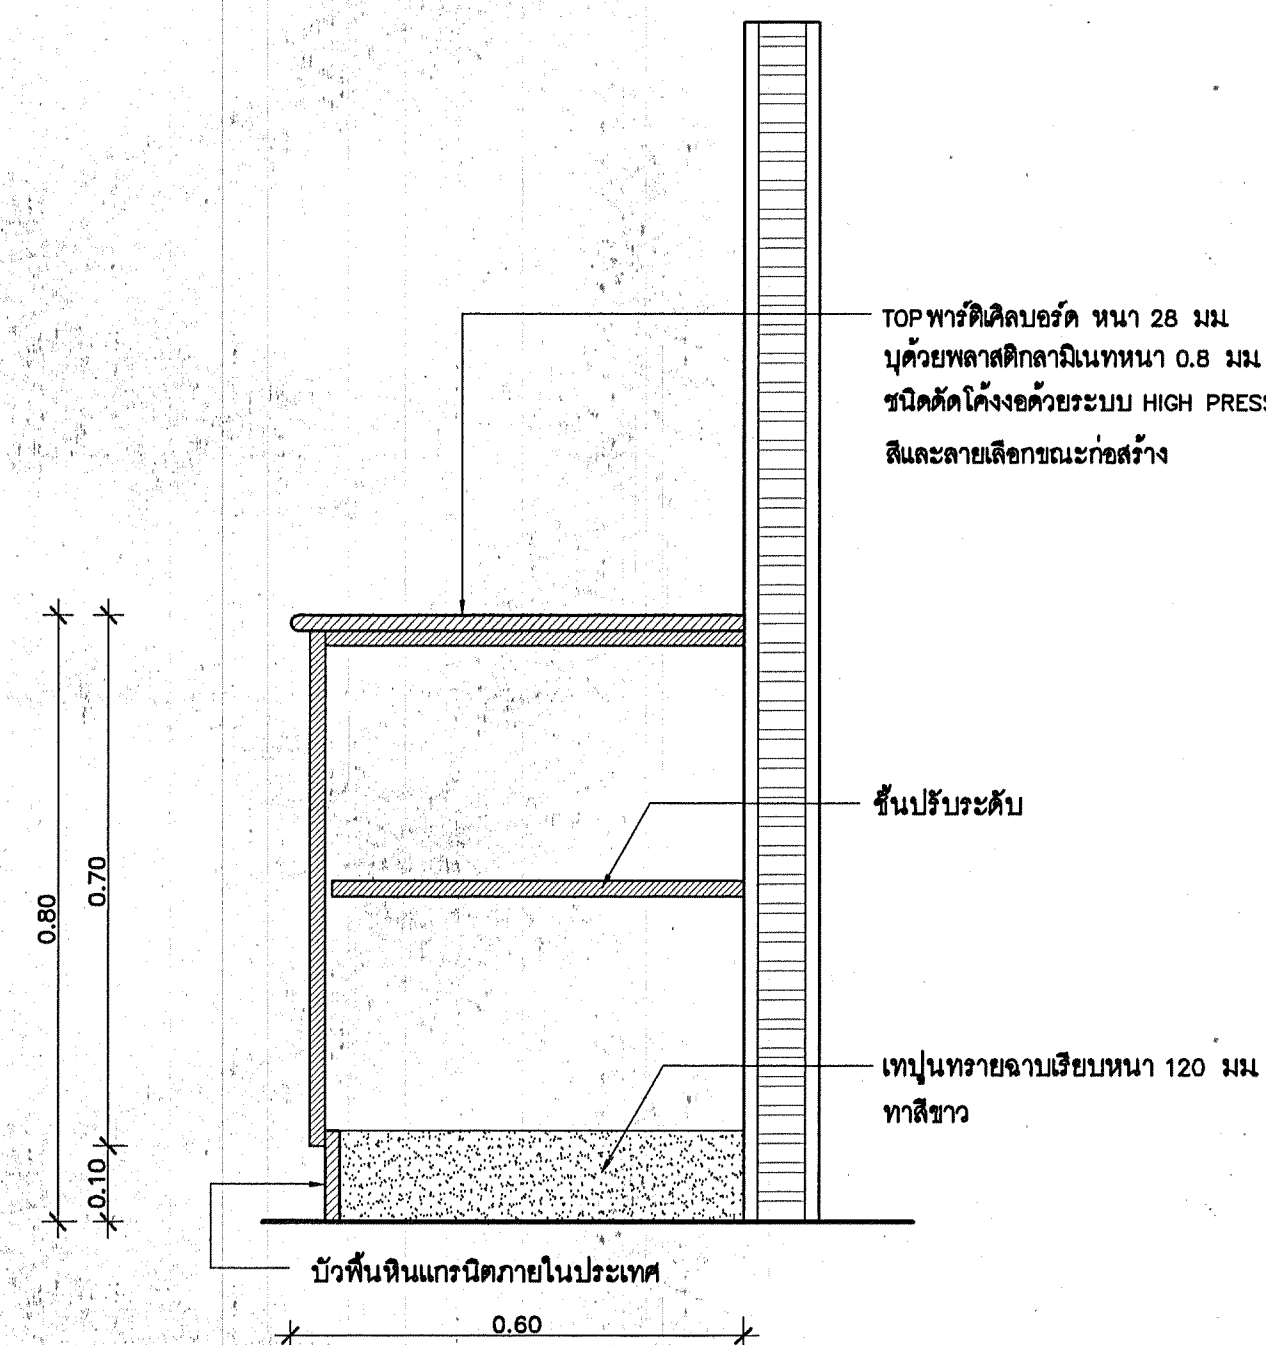 TOP พาร์ติเคิลบอร์ด หนา 28 มม.
บุด้วยพลาสติกลามิเนทหนา 0.8 มม.
ชนิดดัดโค้งงอด้วยระบบ HIGH PRESS
สีและลายเลือกขณะก่อสร้าง
ชั้นปรับระดับ
0.80
0.70
0.10
เทปูนทรายฉาบเรียบหนา 120 มม.
ทาสีขาว
บัวพื้นหินแกรนิตภายในประเทศ
0.60